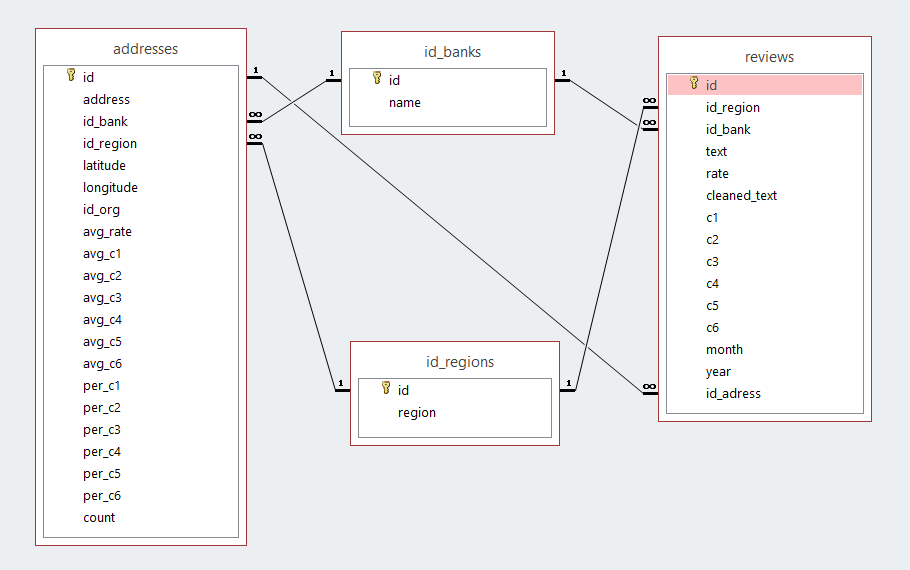 addresses
id
address
id_bank
id_region
latitude
longitude
id_org
avg_rate
avg_c1
avg_c2
avg_c3
avg_c4
avg_c5
avg_c6
per_c1
per_c2
per_c3
per_c4
per_c5
per_c6
count
1
∞
∞
id_banks
id
name
1
1
id_regions
id
region
1
1
reviews
id
id_region
id_bank
text
rate
cleaned_text
c1
c2
c3
c4
c5
c6
month
year
id_adress
∞
∞
∞